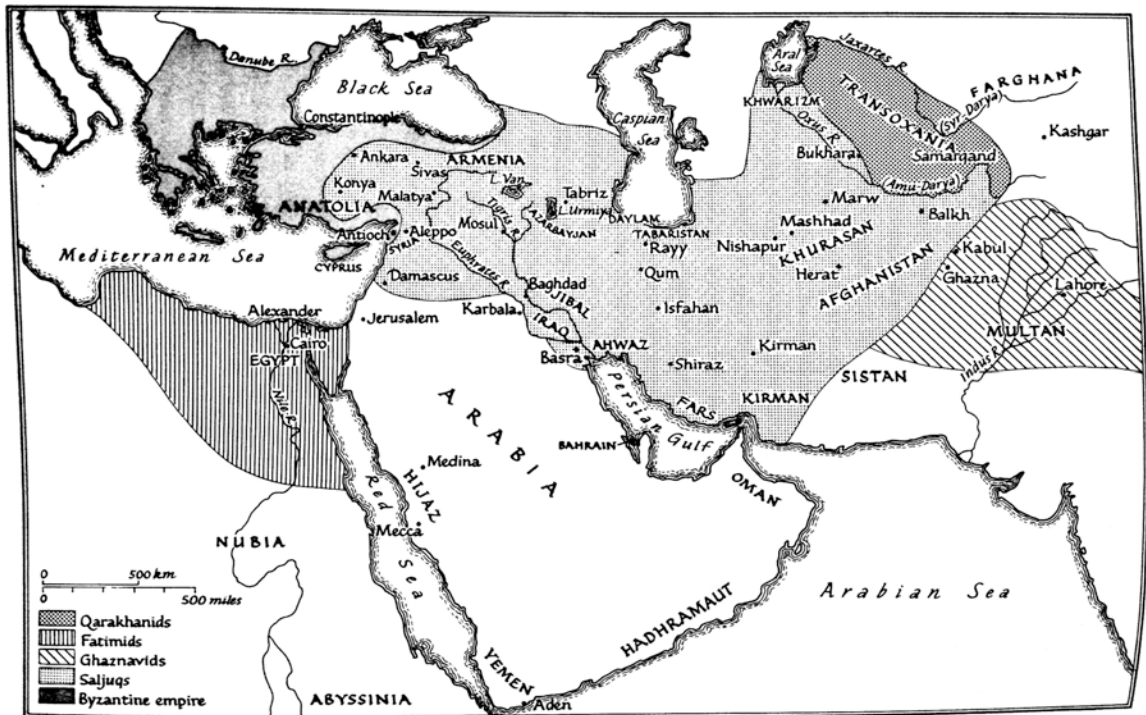 Danube R.
Black Sea
Constantinople
Aral Sea
Jaxartes R.
(Syr-Darya)
FARGHANA
Kashgar
TRANSOXANIA
KHWARIZM
Oxus R.
Caspian Sea
Bukhara
Samarqand
(Amu-Darya)
Ankara
Sivas
ARMENIA
L. Van
Konya
Malatya
Tabriz
L.Urmiya
ANATOLIA
Tigris R.
AZARBAYJAN
DAYLAM
Mosul
TABARISTAN
Rayy
Marw
Balkh
Mashhad
Nishapur
KHURASAN
Antioch
SYRIA
Aleppo
CYPRUS
Euphrates R.
Mediterranean Sea
Qum
Herat
AFGHANISTAN
Kabul
Ghazna
Lahore
Damascus
Baghdad
JIBAL
Isfahan
Karbala
IRAQ
Alexander
Jerusalem
Cairo
EGYPT
Basra
AHWAZ
MULTAN
Indus R.
Kirman
Shiraz
SISTAN
Nile R.
ARABIA
Persian Gulf
FARS
KIRMAN
BAHRAIN
Medina
OMAN
Red Sea
HIJAZ
Mecca
NUBIA
Arabian Sea
HADHRAMAUT
YEMEN
Aden
ABYSSINIA
0 500 km
0 500 miles
Qarakhanids
Fatimids
Ghaznavids
Saljuqs
Byzantine empire